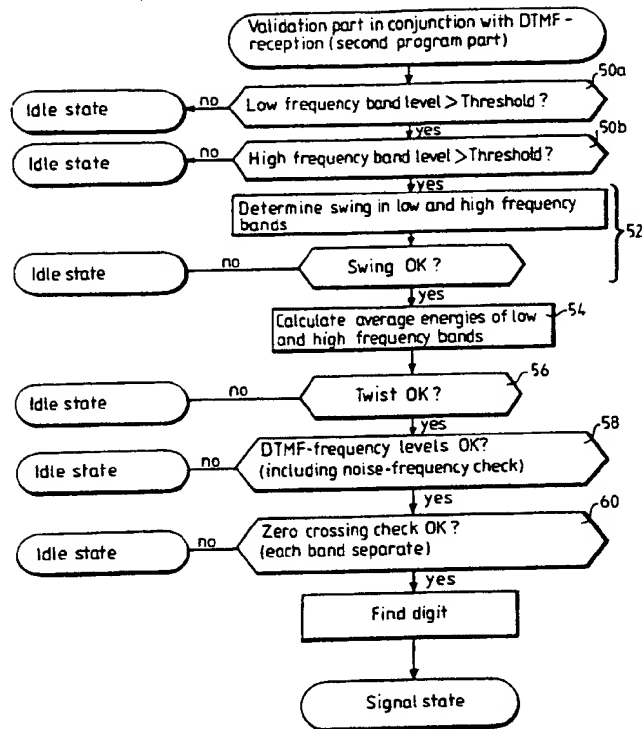 Validation part in conjunction with DTMF-
reception (second program part)
50a
Idle state
no
Low frequency band level > Threshold ?
yes
50b
Idle state
no
High frequency band level > Threshold?
yes
Determine swing in low and high frequency
bands
52
Idle state
no
Swing OK ?
yes
Calculate average energies of low
and high frequency bands
54
Idle state
no
Twist OK ?
56
yes
Idle state
no
DTMF-frequency levels OK?
(including noise-frequency check)
58
yes
Idle state
no
Zero crossing check OK ?
(each band separate)
60
yes
Find digit
Signal state